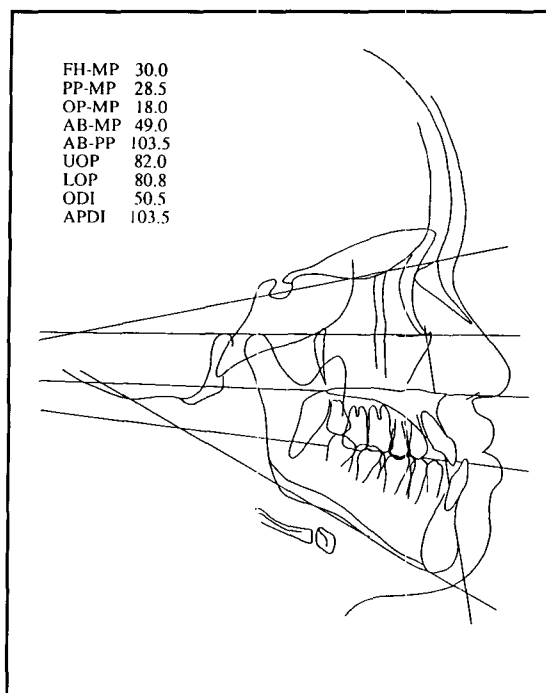 FH-MP 30.0
PP-MP 28.5
OP-MP 18.0
AB-MP 49.0
AB-PP 103.5
UOP 82.0
LOP 80.8
ODI 50.5
APDI 103.5